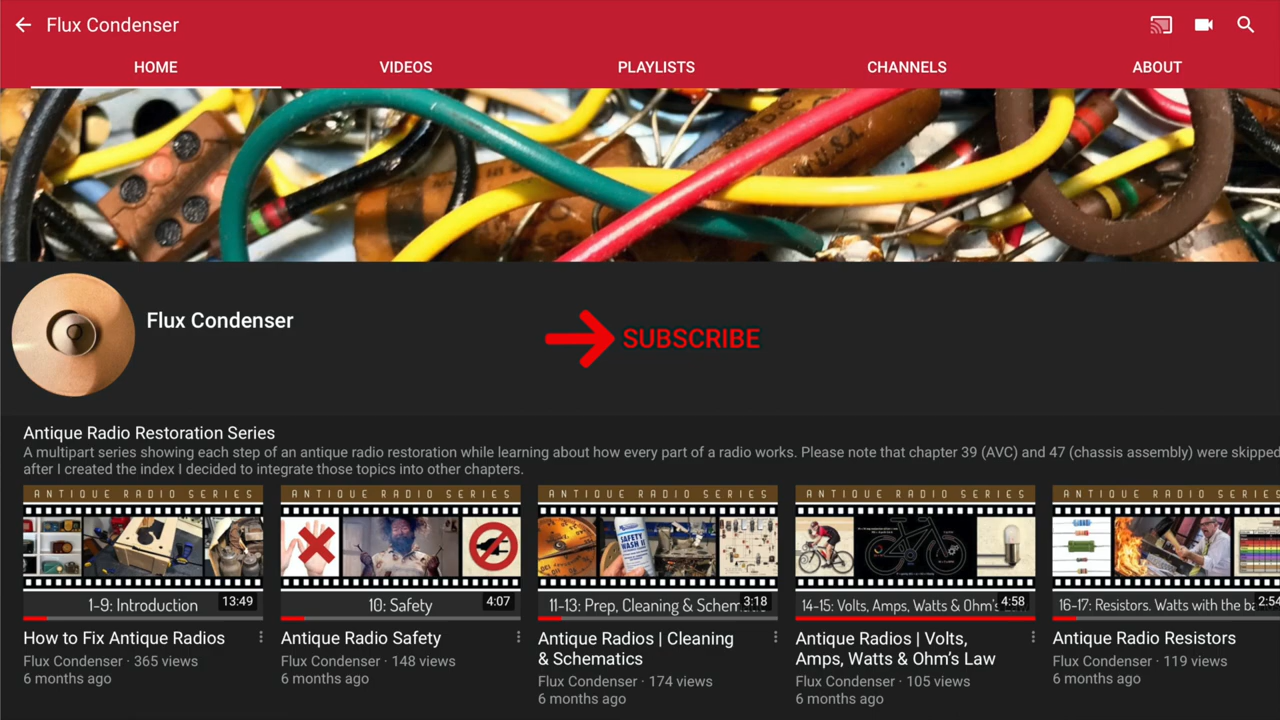 Flux Condenser
HOME VIDEOS PLAYLISTS CHANNELS ABOUT
U.S.A.
Flux Condenser
SUBSCRIBE
Antique Radio Restoration Series
A multipart series showing each step of an antique radio restoration while learning about how every part of a radio works. Please note that chapter 39 (AVC) and 47 (chassis assembly) were skipped
after I created the index I decided to integrate those topics into other chapters.
ANTIQUE RADIO SERIES
1-9: Introduction
13:49
How to Fix Antique Radios
Flux Condenser · 365 views
6 months ago
ANTIQUE RADIO SERIES
10: Safety
4:07
Antique Radio Safety
Flux Condenser · 148 views
6 months ago
ANTIQUE RADIO SERIES
SAFETY WASH II
11-13: Prep, Cleaning & Schem
3:18
Antique Radios | Cleaning
& Schematics
Flux Condenser · 174 views
6 months ago
ANTIQUE RADIO SERIES
14-15: Volts, Amps, Watts & Ohm's
4:58
Antique Radios | Volts,
Amps, Watts & Ohm's Law
Flux Condenser · 105 views
6 months ago
ANTIQUE RADIO SERIES
16-17: Resistors. Watts with the ba
2:54
Antique Radio Resistors
Flux Condenser · 119 views
6 months ago